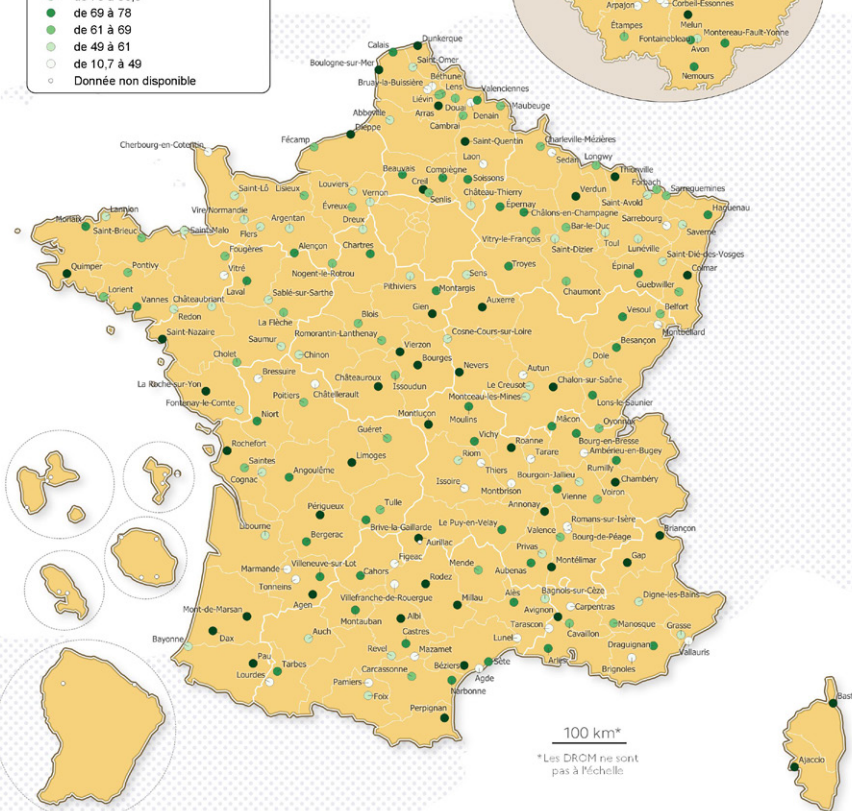 de 69 à 78
de 61 à 69
de 49 à 61
de 10,7 à 49
Donnée non disponible
Arpajon
Corbeil-Essonnes
Étampes
Melun
Fontainebleau
Montereau-Fault-Yonne
Avon
Nemours
Calais
Dunkerque
Boulogne-sur-Mer
Saint-Omer
Bruay-la-Buissière
Béthune
Lens
Valenciennes
Liévin
Douai
Maubeuge
Arras
Denain
Abbeville
Cambrai
Dieppe
Cherbourg-en-Cotentin
Fécamp
Saint-Quentin
Charleville-Mézières
Laon
Sedan
Longwy
Beauvais
Compiègne
Soissons
Thionville
Creil
Forbach
Sarreguemines
Saint-Lô
Lisieux
Louviers
Vernon
Senlis
Château-Thierry
Verdun
Saint-Avold
Haguenau
Lannion
Vire Normandie
Évreux
Épernay
Châlons-en-Champagne
Sarrebourg
Morlaix
Argentan
Dreux
Bar-le-Duc
Saverne
Saint-Brieuc
Saint-Malo
Flers
Vitry-le-François
Toul
Fougères
Alençon
Chartres
Saint-Dizier
Lunéville
Saint-Dié-des-Vosges
Quimper
Pontivy
Vitré
Nogent-le-Rotrou
Troyes
Épinal
Colmar
Laval
Pithiviers
Sens
Chaumont
Guebwiller
Lorient
Vannes
Châteaubriant
Sablé-sur-Sarthe
Montargis
Redon
La Flèche
Blois
Gien
Auxerre
Vesoul
Belfort
Saint-Nazaire
Romorantin-Lanthenay
Cosne-Cours-sur-Loire
Montbéliard
Saumur
Vierzon
Besançon
Cholet
Chinon
Bourges
Nevers
Autun
Dole
Bressuire
Châteauroux
Issoudun
Le Creusot
Chalon-sur-Saône
La Roche-sur-Yon
Châtellerault
Montceau-les-Mines
Lons-le-Saunier
Fontenay-le-Comte
Poitiers
Niort
Montluçon
Moulins
Mâcon
Oyonnax
Guéret
Vichy
Roanne
Bourg-en-Bresse
Rochefort
Limoges
Riom
Tarare
Ambérieu-en-Bugey
Saintes
Angoulême
Thiers
Rumilly
Cognac
Issoire
Montbrison
Bourgoin-Jallieu
Chambéry
Vienne
Voiron
Périgueux
Tulle
Annonay
Libourne
Brive-la-Gaillarde
Le Puy-en-Velay
Romans-sur-Isère
Bergerac
Aurillac
Valence
Bourg-de-Péage
Briançon
Figeac
Privas
Marmande
Villeneuve-sur-Lot
Cahors
Mende
Aubenas
Montélimar
Gap
Tonneins
Rodez
Agen
Villefranche-de-Rouergue
Millau
Alès
Bagnols-sur-Cèze
Digne-les-Bains
Mont-de-Marsan
Montauban
Albi
Avignon
Carpentras
Dax
Auch
Castres
Tarascon
Cavaillon
Manosque
Grasse
Bayonne
Revel
Mazamet
Lunel
Draguignan
Vallauris
Pau
Tarbes
Carcassonne
Béziers
Sète
Arles
Brignoles
Lourdes
Pamiers
Agde
Foix
Narbonne
Perpignan
Ajaccio
100 km*
*Les DROM ne sont
pas à l'échelle